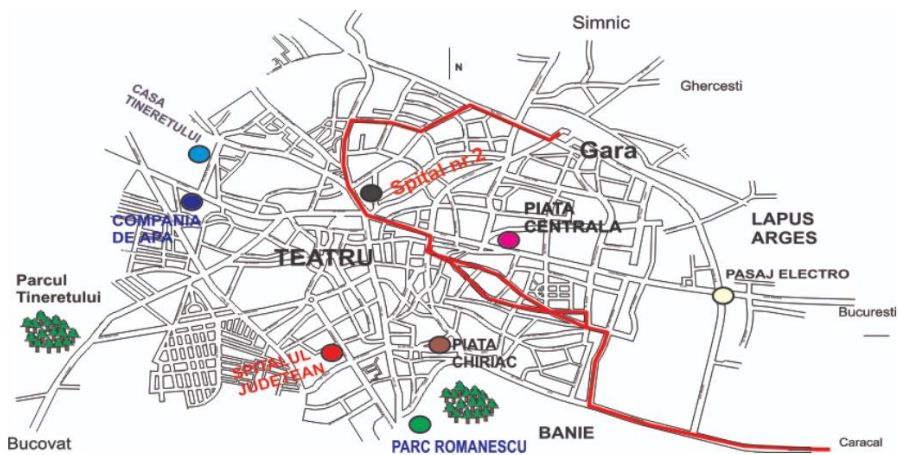 Simnic
N
Ghercesti
CASA
TINERETULUI
Gara
Spital nr.2
COMPANIA
DE APA
PIATA
CENTRALA
LAPUS
ARGES
TEATRU
PASAJ ELECTRO
Parcul
Tineretului
Bucuresti
PIATA
CHIRIAC
SPITALUL
JUDETEAN
BANIE
Bucovat
PARC ROMANESCU
Caracal